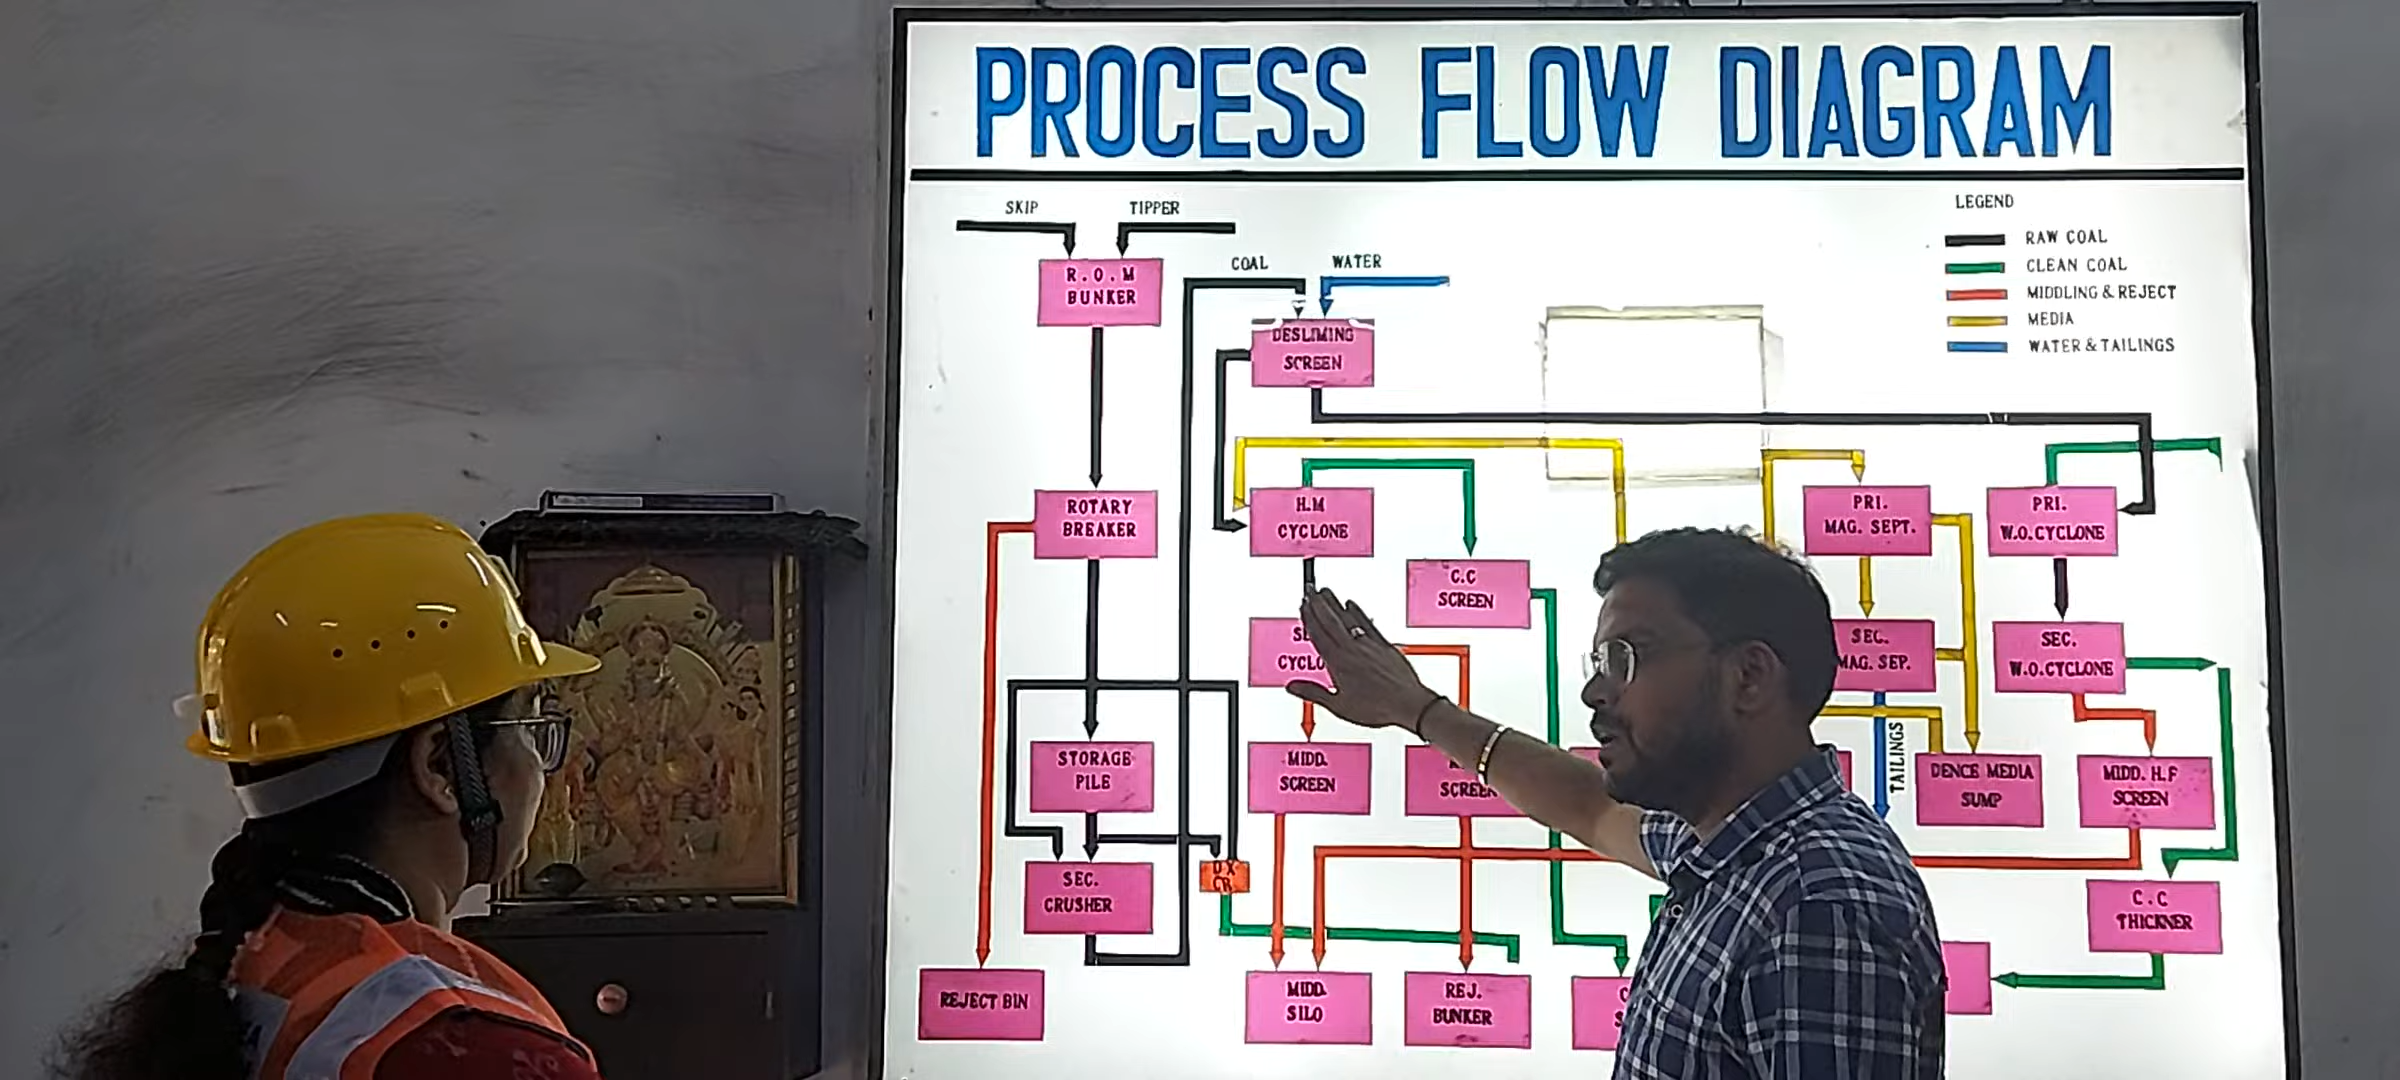 PROCESS FLOW DIAGRAM
SKIP
TIPPER
LEGEND
RAW COAL
CLEAN COAL
MIDDLING & REJECT
MEDIA
WATER & TAILINGS
COAL
WATER
R.O.M
BUNKER
DESLIMING
SCREEN
ROTARY
BREAKER
H.M
CYCLONE
C.C
SCREEN
PRI.
MAG. SEPT.
PRI.
W.O.CYCLONE
SEC.
MAG. SEP.
SEC.
W.O.CYCLONE
STORAGE
PILE
MIDD.
SCREEN
SCREEN
TAILINGS
DENCE MEDIA
SUMP
MIDD. H.F
SCREEN
SEC.
CRUSHER
CR
C.C
THICKNER
REJECT BIN
MIDD.
SILO
REJ.
BUNKER